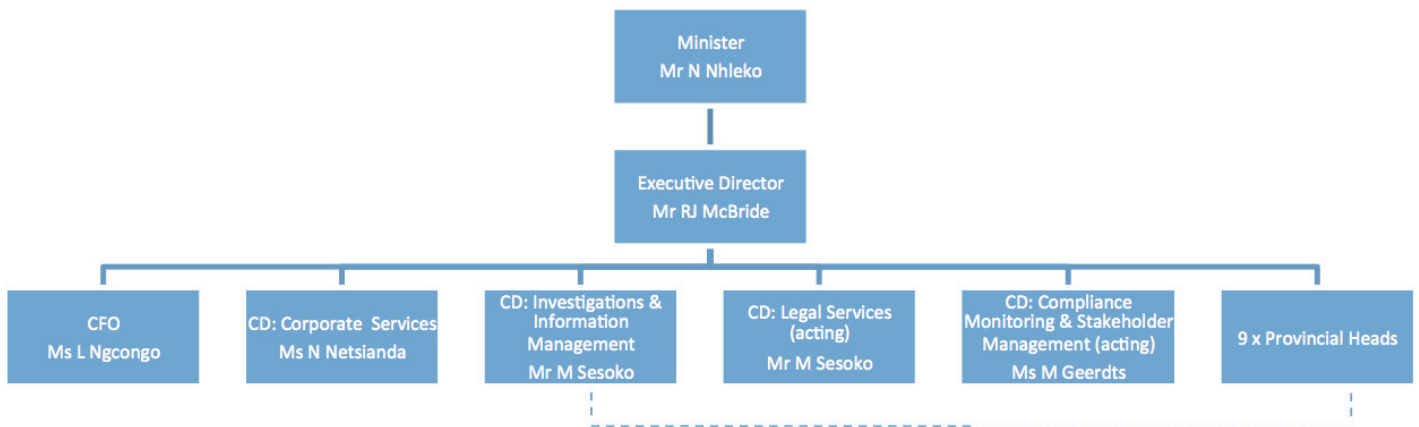 Minister
Mr N Nhleko
Executive Director
Mr RJ McBride
CFO
Ms L Ngcongo
CD: Corporate Services
Ms N Netsianda
CD: Investigations &
Information
Management
Mr M Sesoko
CD: Legal Services
(acting)
Mr M Sesoko
CD: Compliance
Monitoring & Stakeholder
Management (acting)
Ms M Geerdts
9 x Provincial Heads